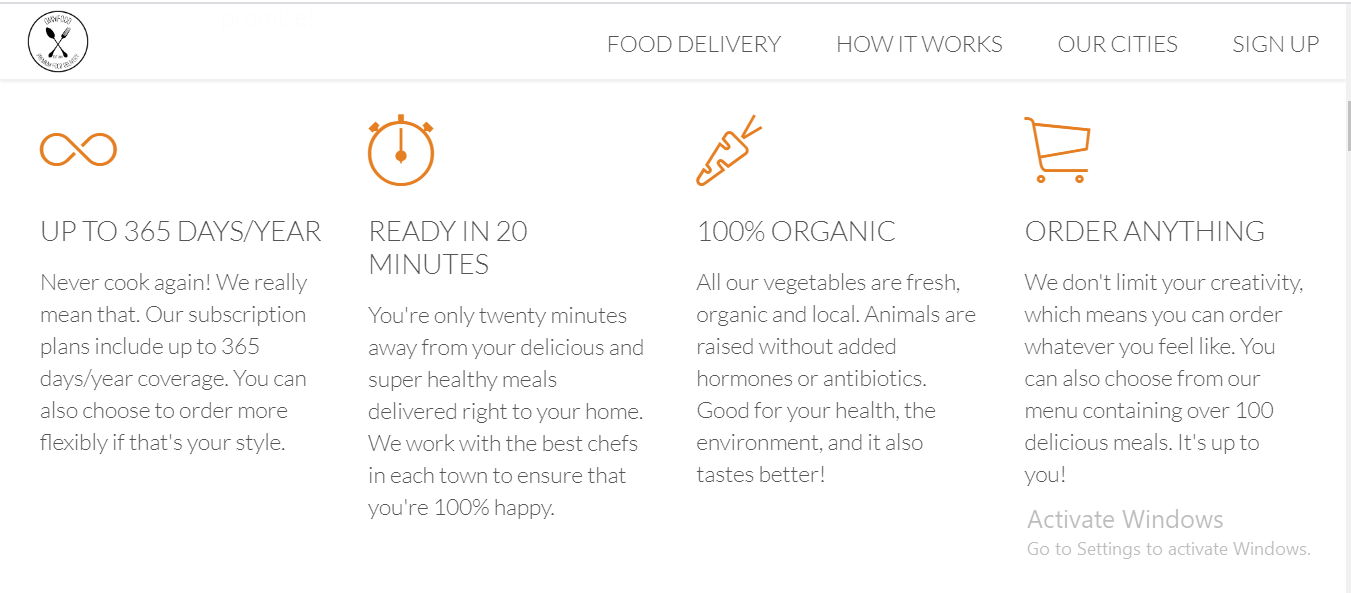 OMNIFOOD
FOOD DELIVERY
HOW IT WORKS
OUR CITIES
SIGN UP
UP TO 365 DAYS/YEAR
Never cook again! We really
mean that. Our subscription
plans include up to 365
days/year coverage. You can
also choose to order more
flexibly if that's your style.
READY IN 20
MINUTES
You're only twenty minutes
away from your delicious and
super healthy meals
delivered right to your home.
We work with the best chefs
in each town to ensure that
you're 100% happy.
100% ORGANIC
All our vegetables are fresh,
organic and local. Animals are
raised without added
hormones or antibiotics.
Good for your health, the
environment, and it also
tastes better!
ORDER ANYTHING
We don't limit your creativity,
which means you can order
whatever you feel like. You
can also choose from our
menu containing over 100
delicious meals. It's up to
you!
Activate Windows
Go to Settings to activate Windows.